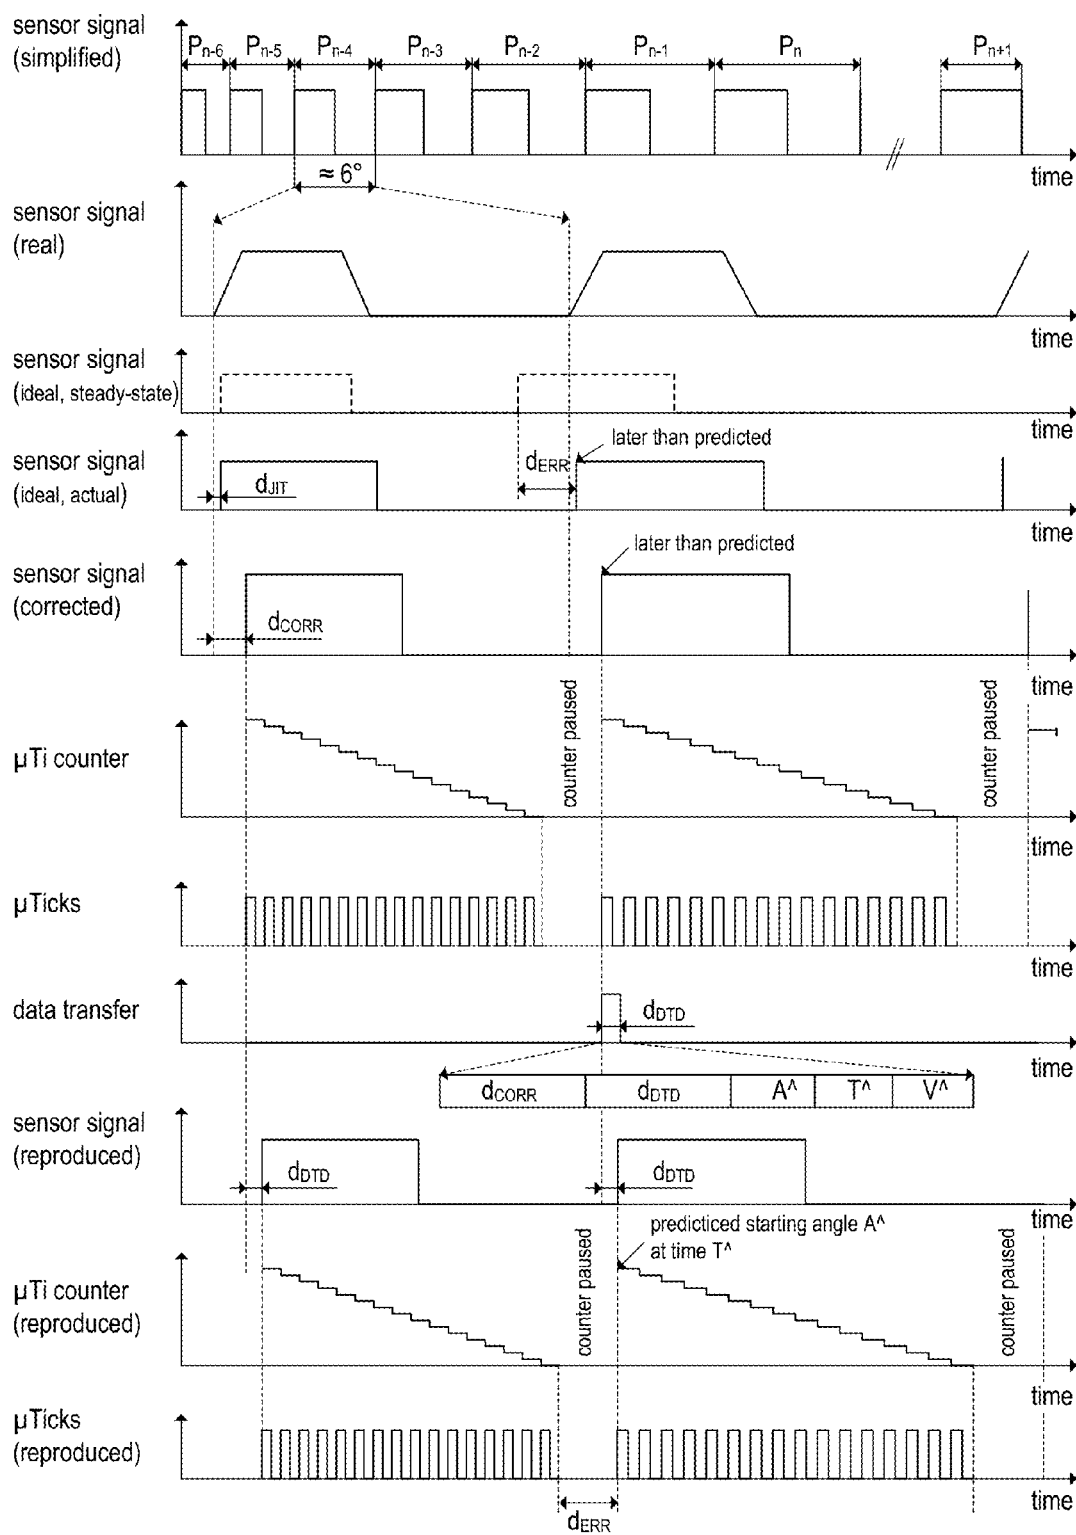 sensor signal
(simplified)
Pn-6 Pn-5 Pn-4 Pn-3 Pn-2 Pn-1 Pn Pn+1
time
≈ 6°
sensor signal
(real)
time
sensor signal
(ideal, steady-state)
time
later than predicted
sensor signal
(ideal, actual)
dERR
dJIT
time
later than predicted
sensor signal
(corrected)
dCORR
time
counter paused
counter paused
µTi counter
time
µTicks
time
data transfer
dDTD
time
dCORR dDTD A^ T^ V^
sensor signal
(reproduced)
dDTD dDTD
time
predicticed starting angle A^
at time T^
counter paused
counter paused
µTi counter
(reproduced)
time
µTicks
(reproduced)
time
dERR